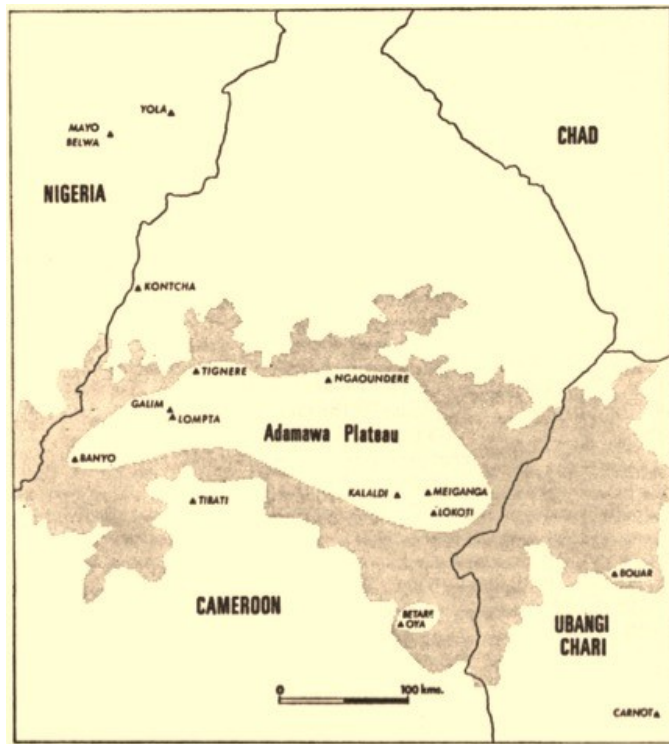 YOLA
MAYO
BELWA
CHAD
NIGERIA
KONTCHA
TIGNERE
NGAOUNDERE
GALIM
LOMPTA
Adamawa Plateau
BANYO
KALALDI
MEIGANGA
TIBATI
LOKOTI
BOUAR
CAMEROON
BETARE
OYA
UBANGI
CHARI
0 100 kms.
CARNOT